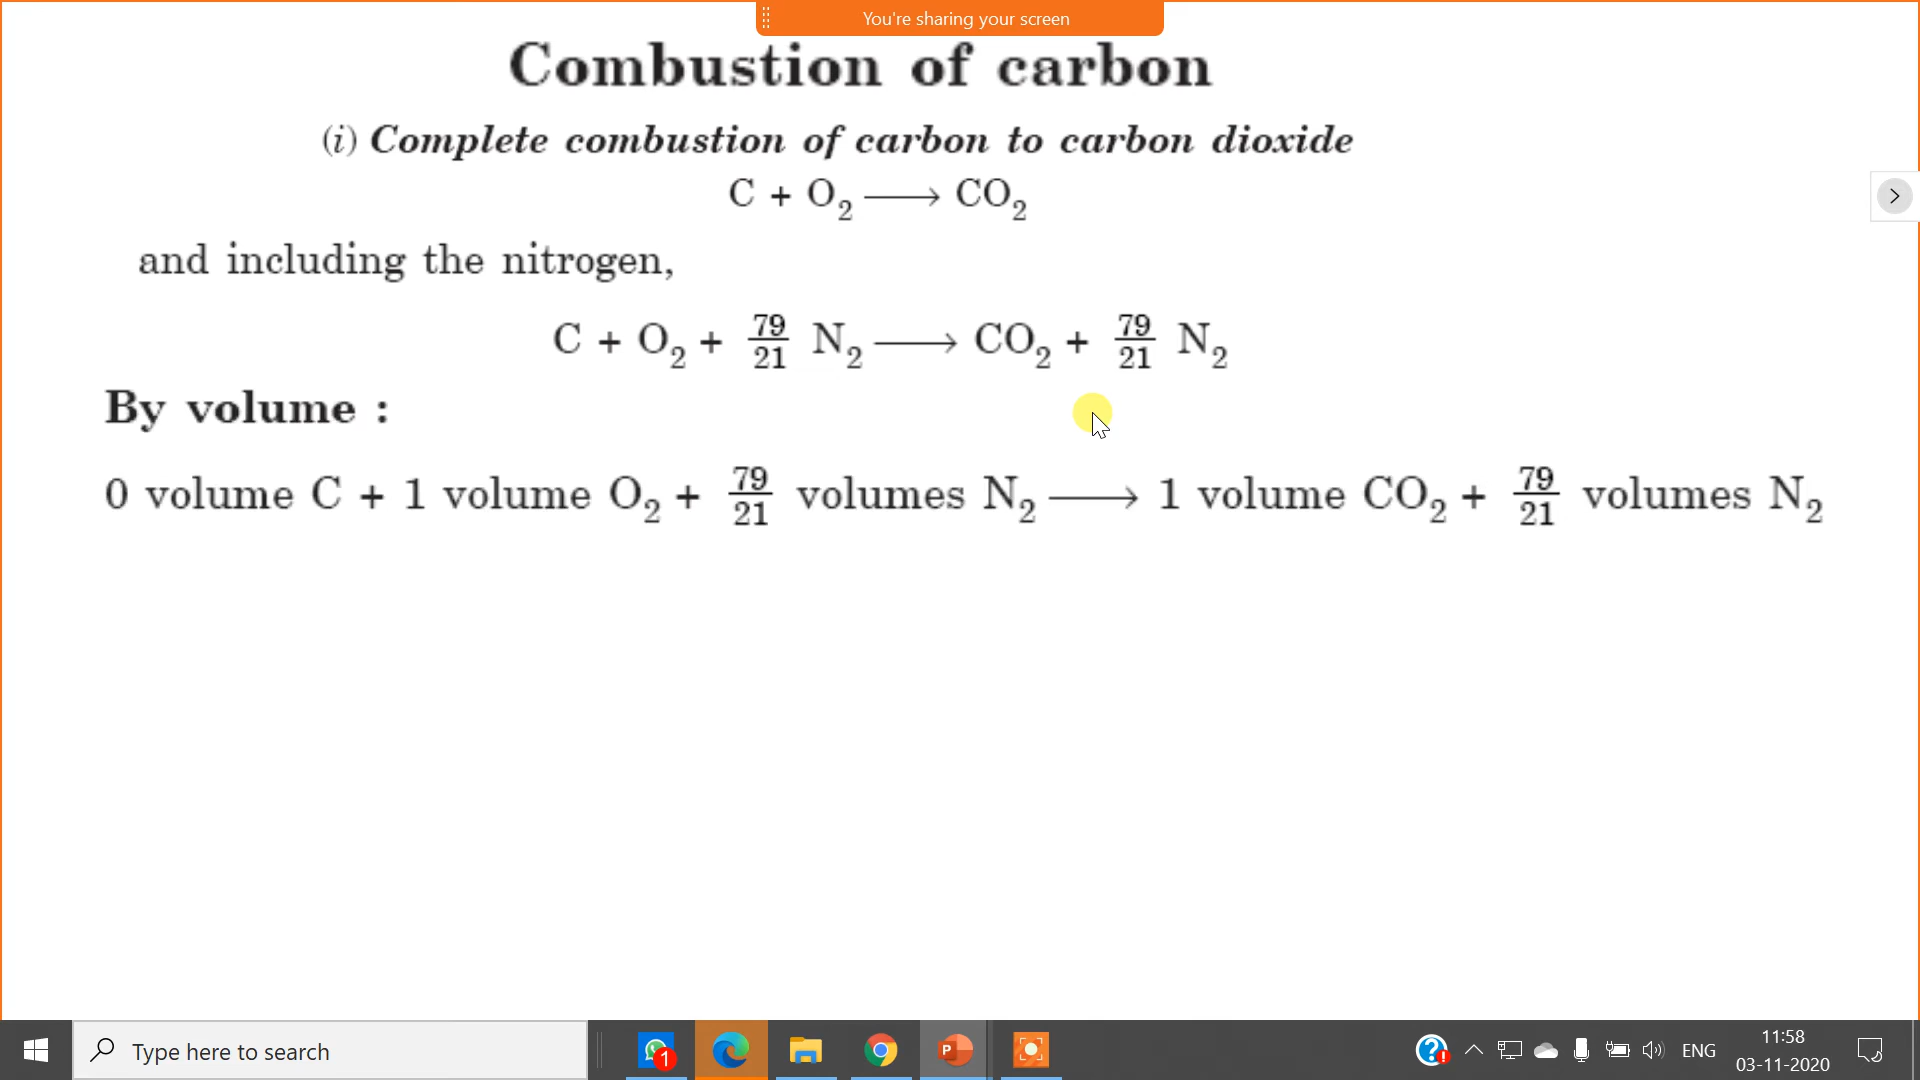 You're sharing your screen
Combustion of carbon
(i) Complete combustion of carbon to carbon dioxide
C + O₂ ⟶ CO₂
and including the nitrogen,
C + O₂ + 79/21 N₂ ⟶ CO₂ + 79/21 N₂
By volume :
0 volume C + 1 volume O₂ + 79/21 volumes N₂ ⟶ 1 volume CO₂ + 79/21 volumes N₂
Type here to search
1
P
ENG
11:58
03-11-2020